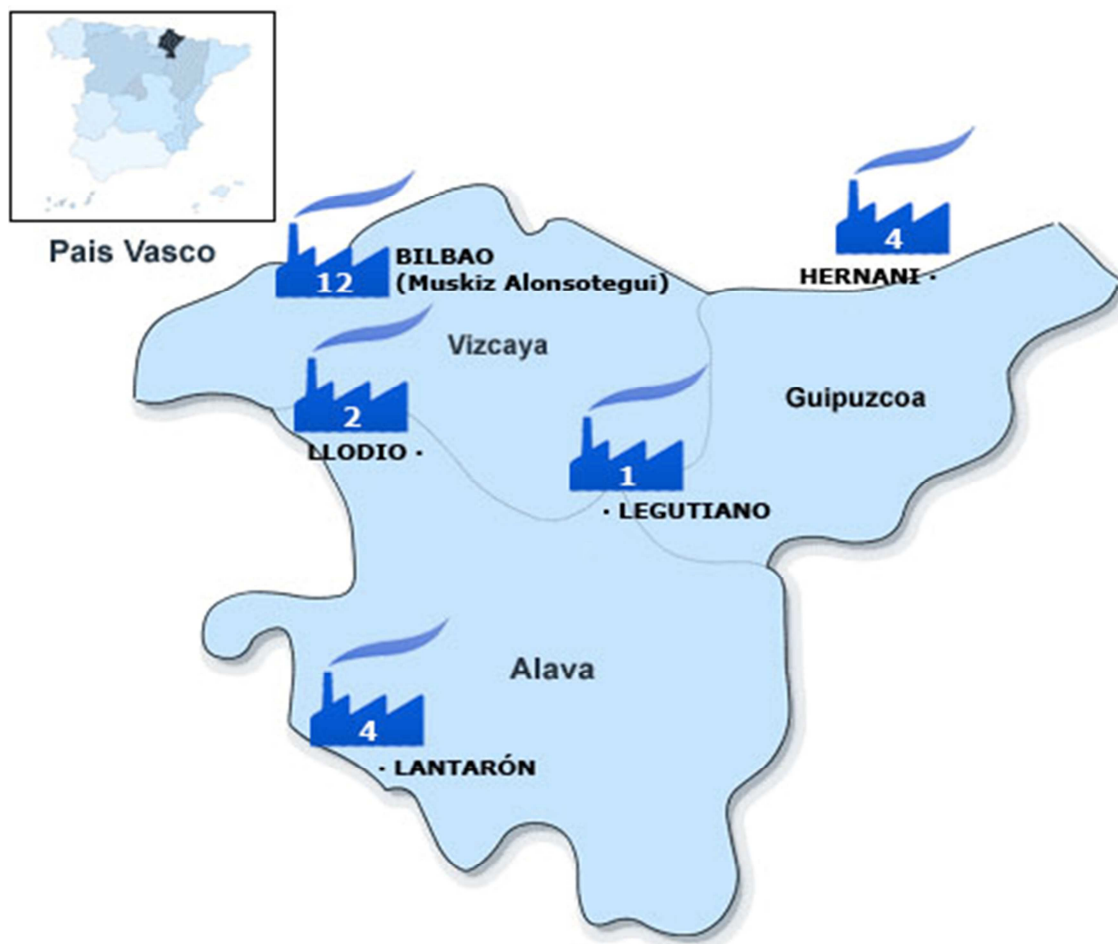 Pais Vasco
4
HERNANI ·
12
BILBAO
(Muskiz Alonsotegui)
Vizcaya
Guipuzcoa
2
LLODIO ·
1
· LEGUTIANO
Alava
4
· LANTARÓN